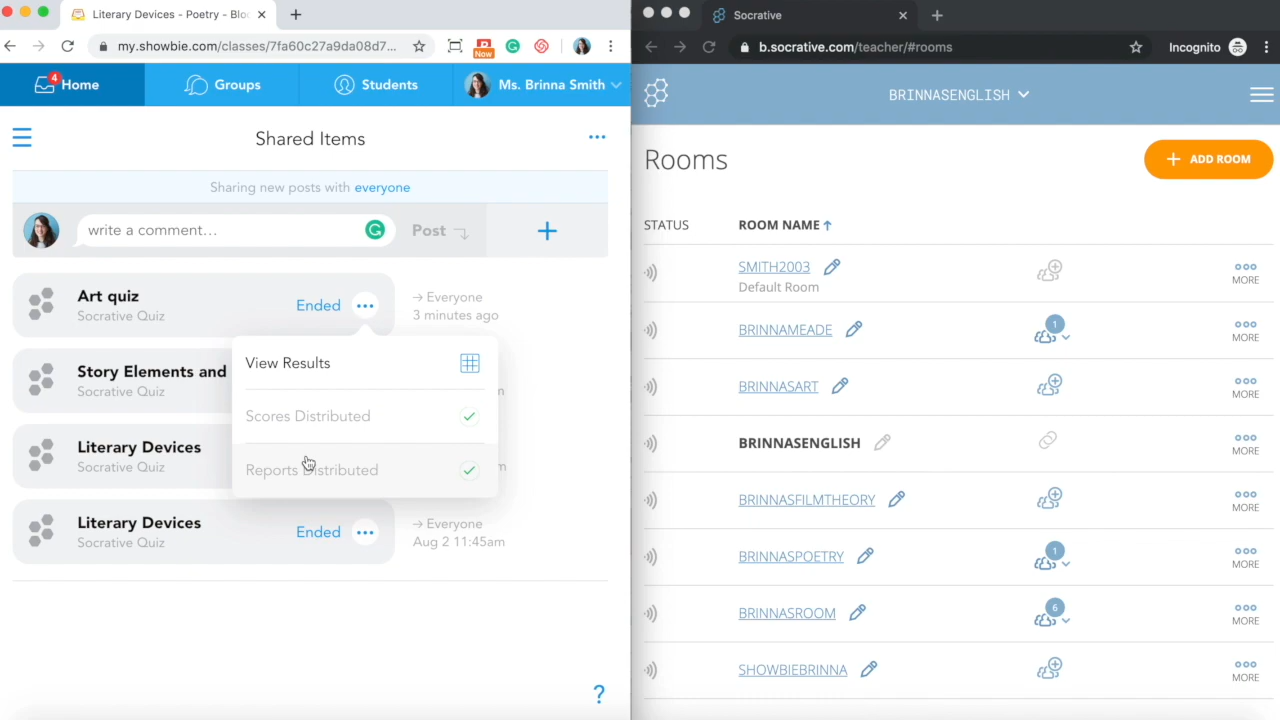 Literary Devices - Poetry - Bloc
my.showbie.com/classes/7fa60c27a9da08d7...
Now
4
Home
Groups
Students
Ms. Brinna Smith
Shared Items
Sharing new posts with everyone
write a comment...
Post
Art quiz
Socrative Quiz
Ended
Everyone
3 minutes ago
View Results
Scores Distributed
Reports Distributed
Story Elements and
Socrative Quiz
Literary Devices
Socrative Quiz
Literary Devices
Socrative Quiz
Ended
Everyone
Aug 2 11:45am
?
Socrative
b.socrative.com/teacher/#rooms
Incognito
BRINNASENGLISH
Rooms
+ ADD ROOM
STATUS
ROOM NAME
SMITH2003
Default Room
MORE
BRINNAMEADE
1
MORE
BRINNASART
MORE
BRINNASENGLISH
MORE
BRINNASFILMTHEORY
MORE
BRINNASPOETRY
1
MORE
BRINNASROOM
6
MORE
SHOWBIEBRINNA
MORE